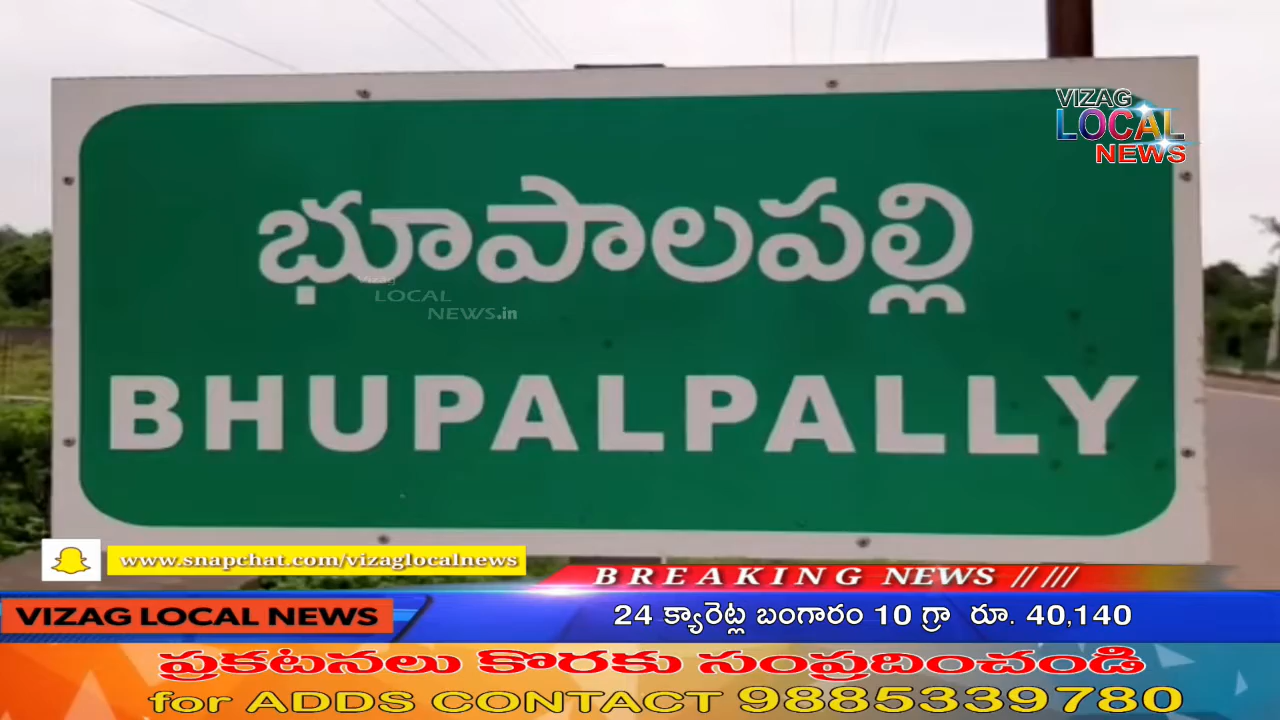 VIZAG
LOCAL
NEWS
భూపాలపల్లి
Vizag
LOCAL
NEWS.in
BHUPALPALLY
www.snapchat.com/vizaglocalnews
BREAKING NEWS
VIZAG LOCAL NEWS
24 క్యారెట్ల బంగారం 10 గ్రా రూ. 40,140
ప్రకటనలు కొరకు సంప్రదించండి
for ADDS CONTACT 9885339780